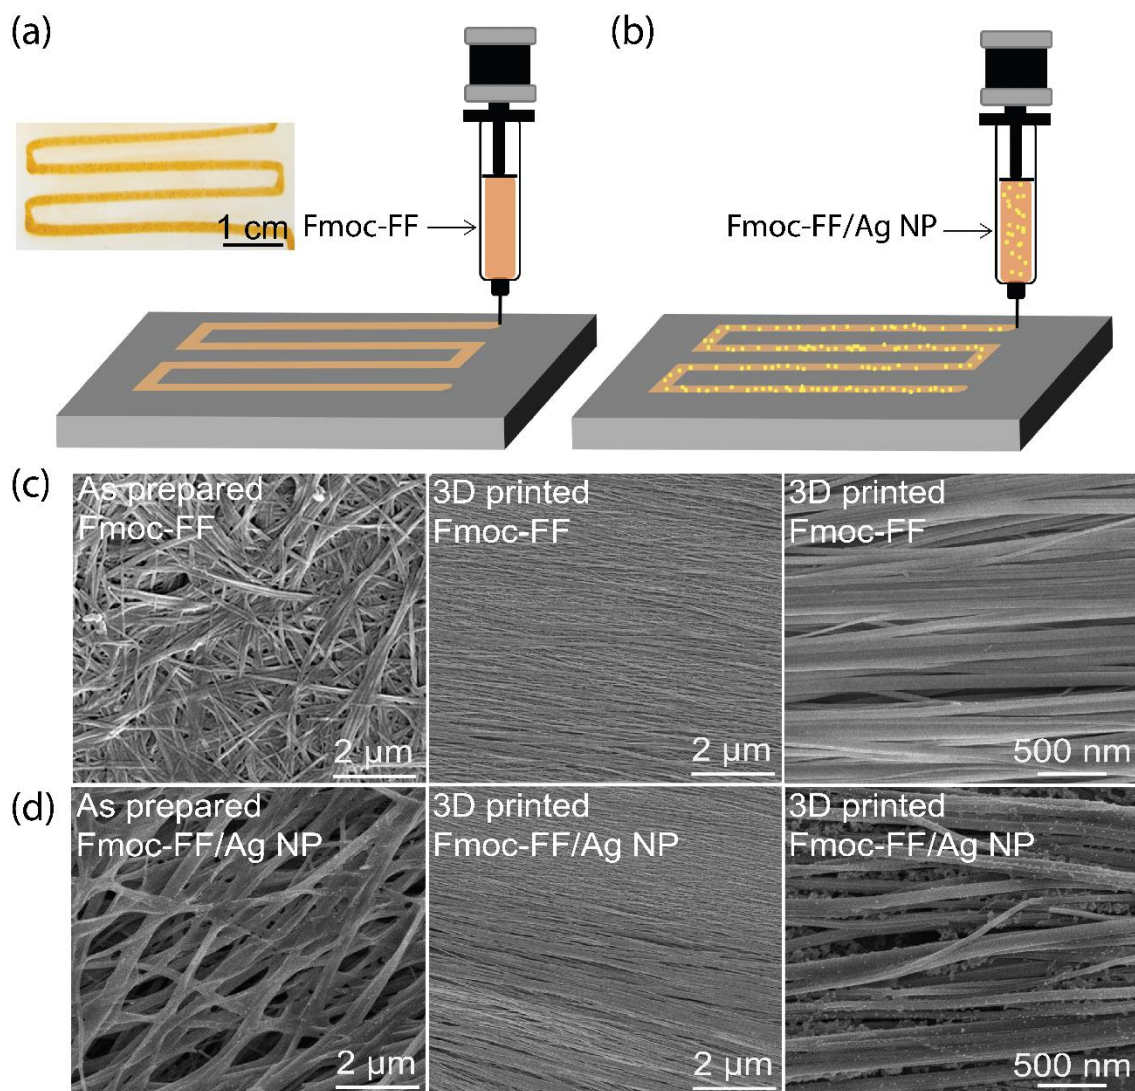 (a)
(b)
1 cm
Fmoc-FF
Fmoc-FF/Ag NP
(c)
As prepared
Fmoc-FF
2 μm
3D printed
Fmoc-FF
2 μm
3D printed
Fmoc-FF
500 nm
(d)
As prepared
Fmoc-FF/Ag NP
2 μm
3D printed
Fmoc-FF/Ag NP
2 μm
3D printed
Fmoc-FF/Ag NP
500 nm